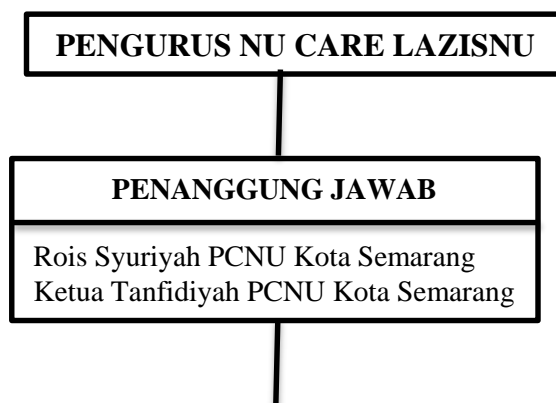 PENGURUS NU CARE LAZISNU
PENANGGUNG JAWAB
Rois Syuriyah PCNU Kota Semarang
Ketua Tanfidiyah PCNU Kota Semarang